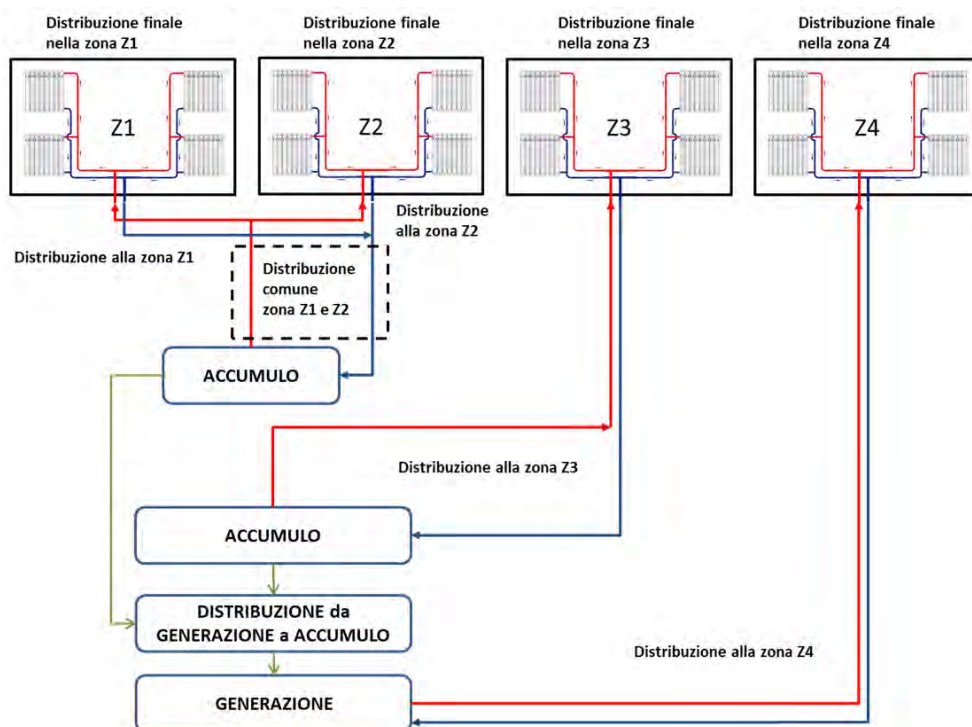 Distribuzione finale
nella zona Z1
Distribuzione finale
nella zona Z2
Distribuzione finale
nella zona Z3
Distribuzione finale
nella zona Z4
Z1
Z2
Z3
Z4
Distribuzione
alla zona Z2
Distribuzione alla zona Z1
Distribuzione
comune
zona Z1 e Z2
ACCUMULO
Distribuzione alla zona Z3
ACCUMULO
DISTRIBUZIONE da
GENERAZIONE a ACCUMULO
Distribuzione alla zona Z4
GENERAZIONE